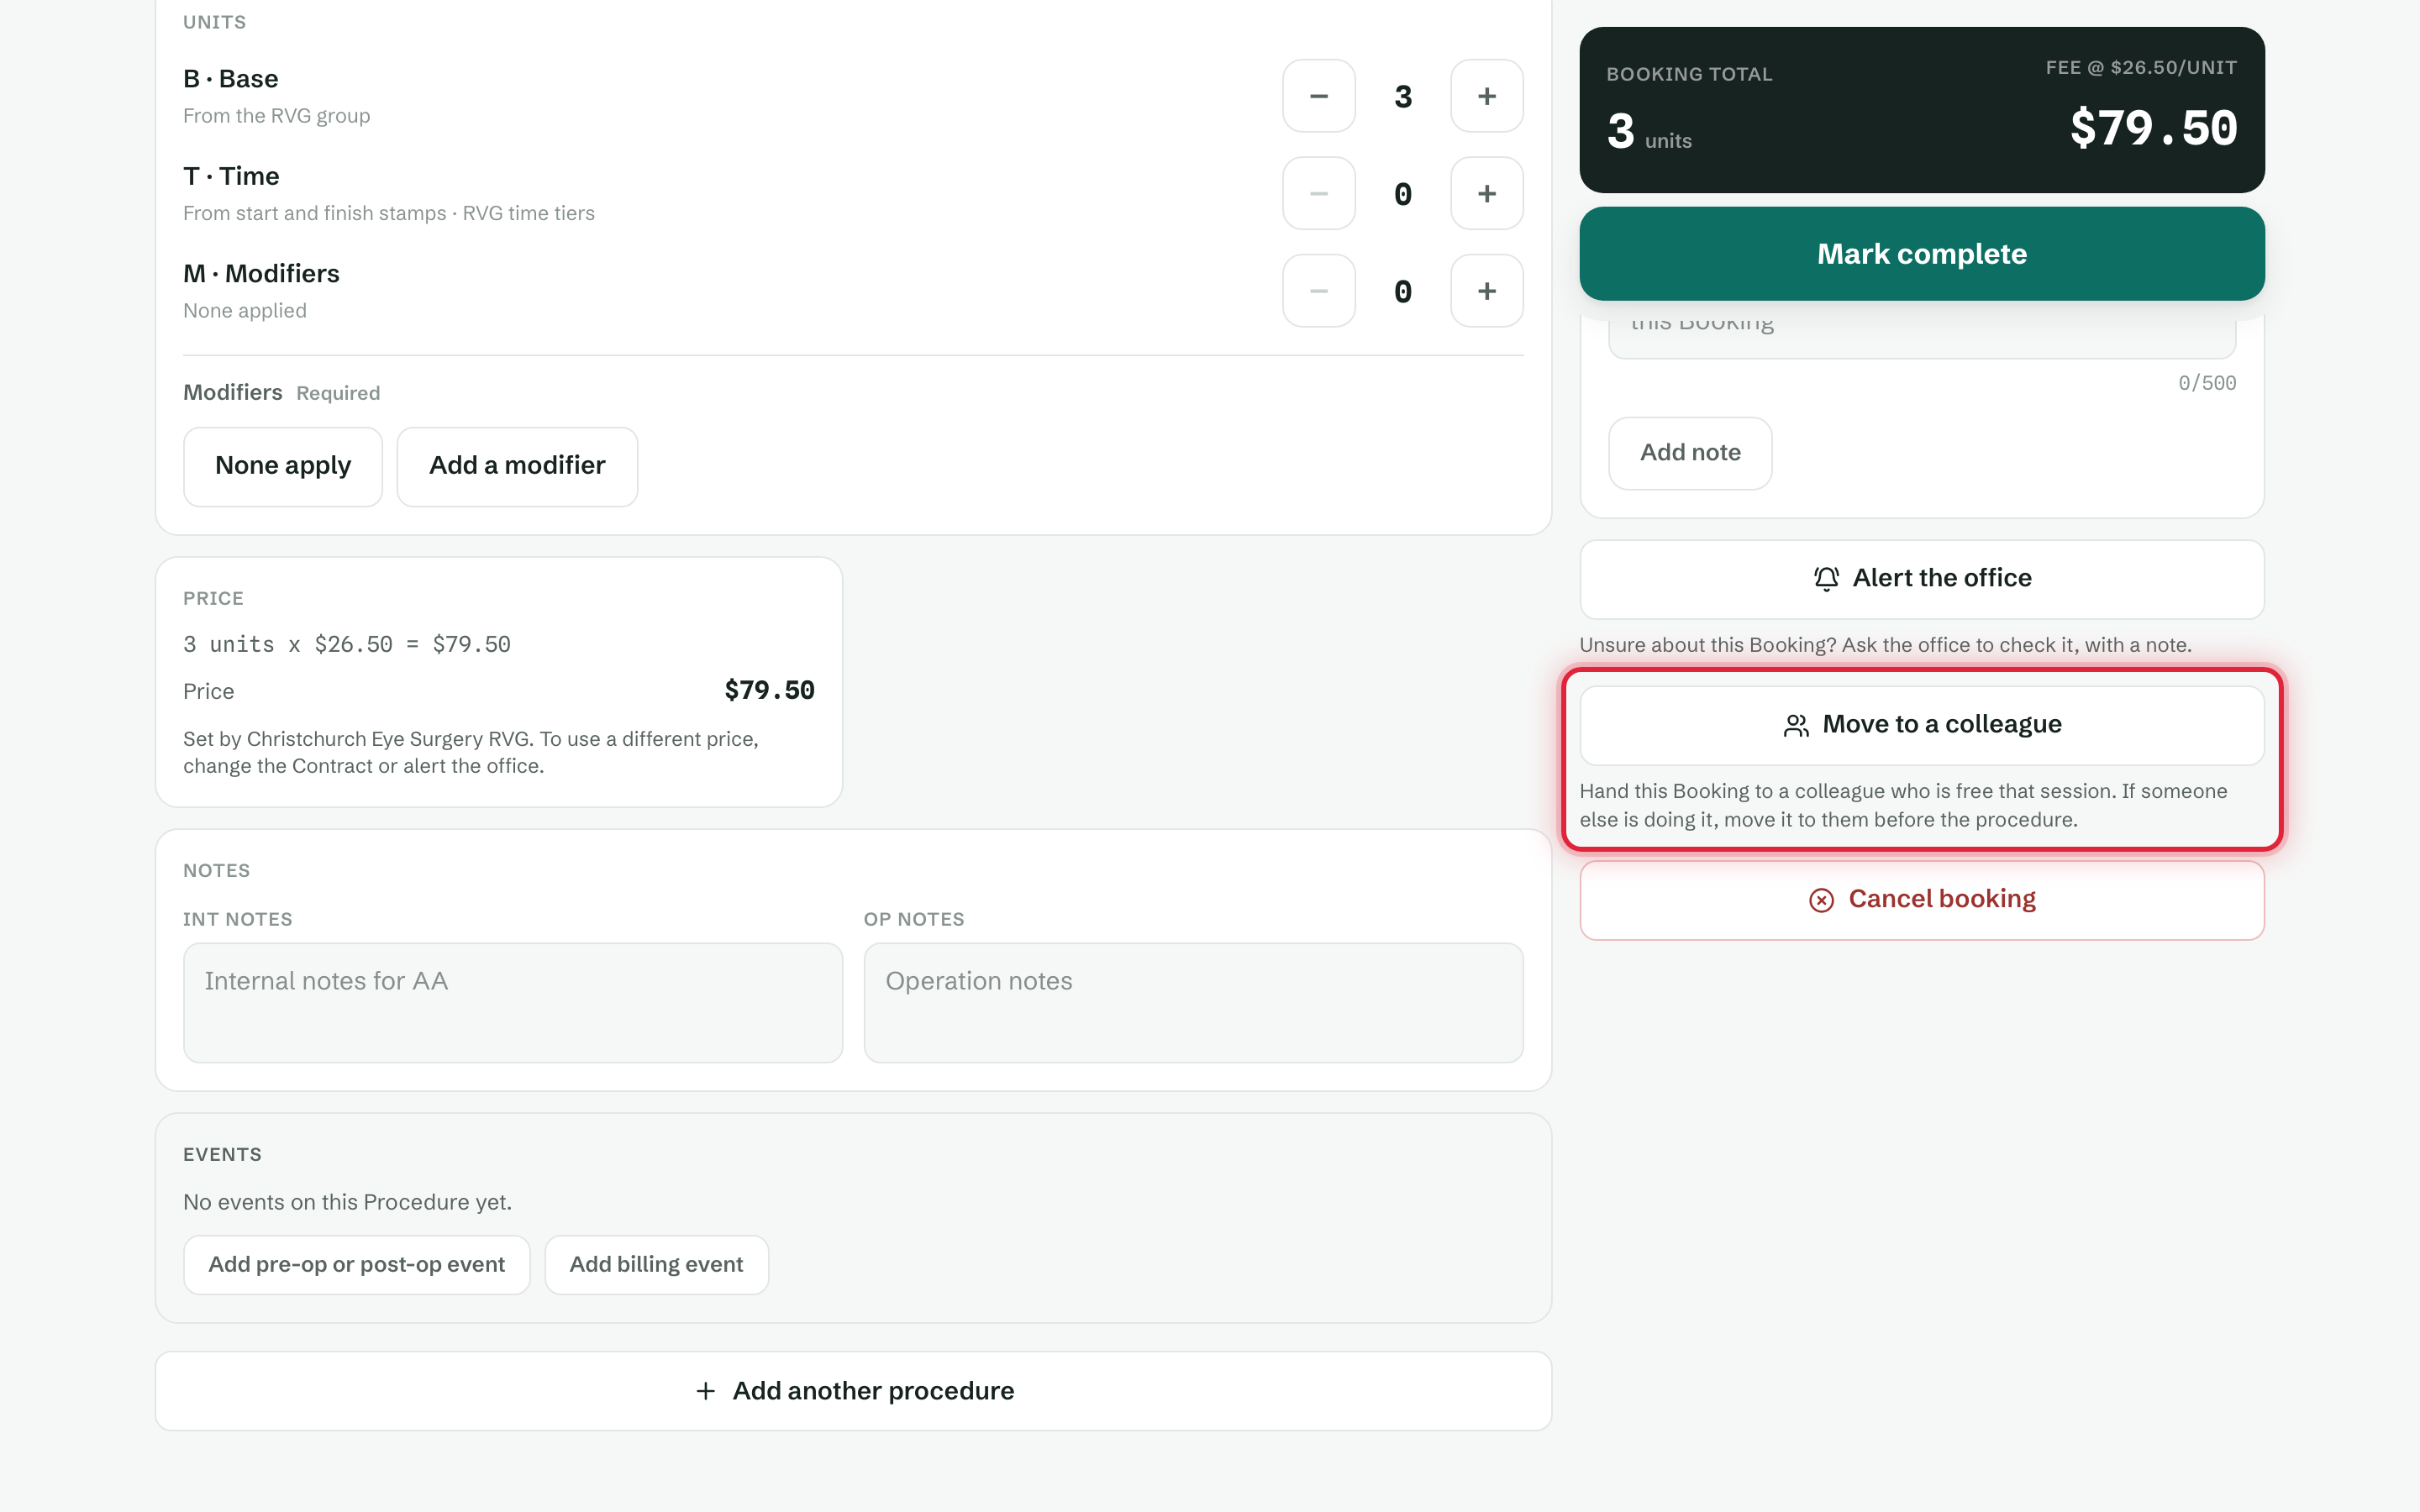 UNITS
B · Base
From the RVG group
− 3 +
T · Time
From start and finish stamps · RVG time tiers
− 0 +
M · Modifiers
None applied
− 0 +
Modifiers Required
None apply
Add a modifier
PRICE
3 units x $26.50 = $79.50
Price $79.50
Set by Christchurch Eye Surgery RVG. To use a different price,
change the Contract or alert the office.
NOTES
INT NOTES
Internal notes for AA
OP NOTES
Operation notes
EVENTS
No events on this Procedure yet.
Add pre-op or post-op event
Add billing event
+ Add another procedure
BOOKING TOTAL
3 units
FEE @ $26.50/UNIT
$79.50
Mark complete
this Booking
0/500
Add note
Alert the office
Unsure about this Booking? Ask the office to check it, with a note.
Move to a colleague
Hand this Booking to a colleague who is free that session. If someone
else is doing it, move it to them before the procedure.
Cancel booking